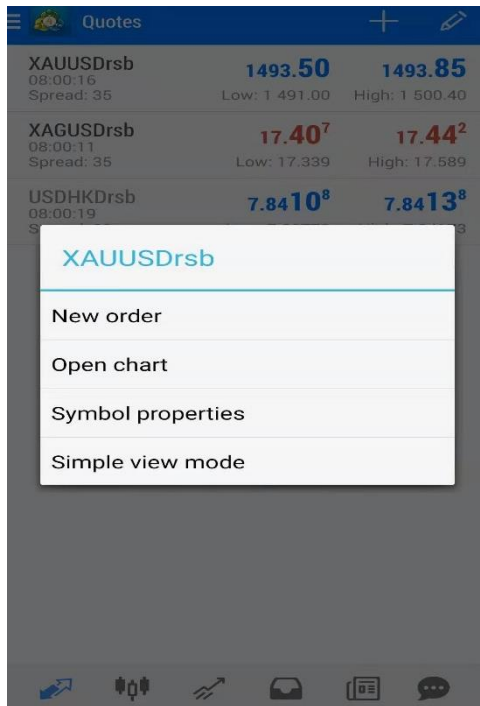 Quotes
XAUUSDrsb
08:00:16
Spread: 35
1493.50
Low: 1 491.00
1493.85
High: 1 500.40
XAGUSDrsb
08:00:11
Spread: 35
17.407
Low: 17.339
17.442
High: 17.589
USDHKDrsb
08:00:19
7.84108
7.84138
XAUUSDrsb
New order
Open chart
Symbol properties
Simple view mode